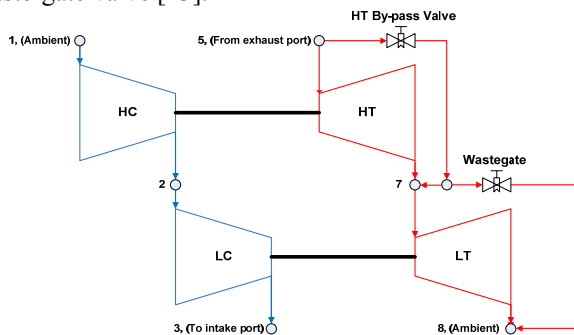 HT By-pass Valve
1, (Ambient)
5, (From exhaust port)
HC
HT
Wastegate
2
7
LC
LT
3, (To intake port)
8, (Ambient)